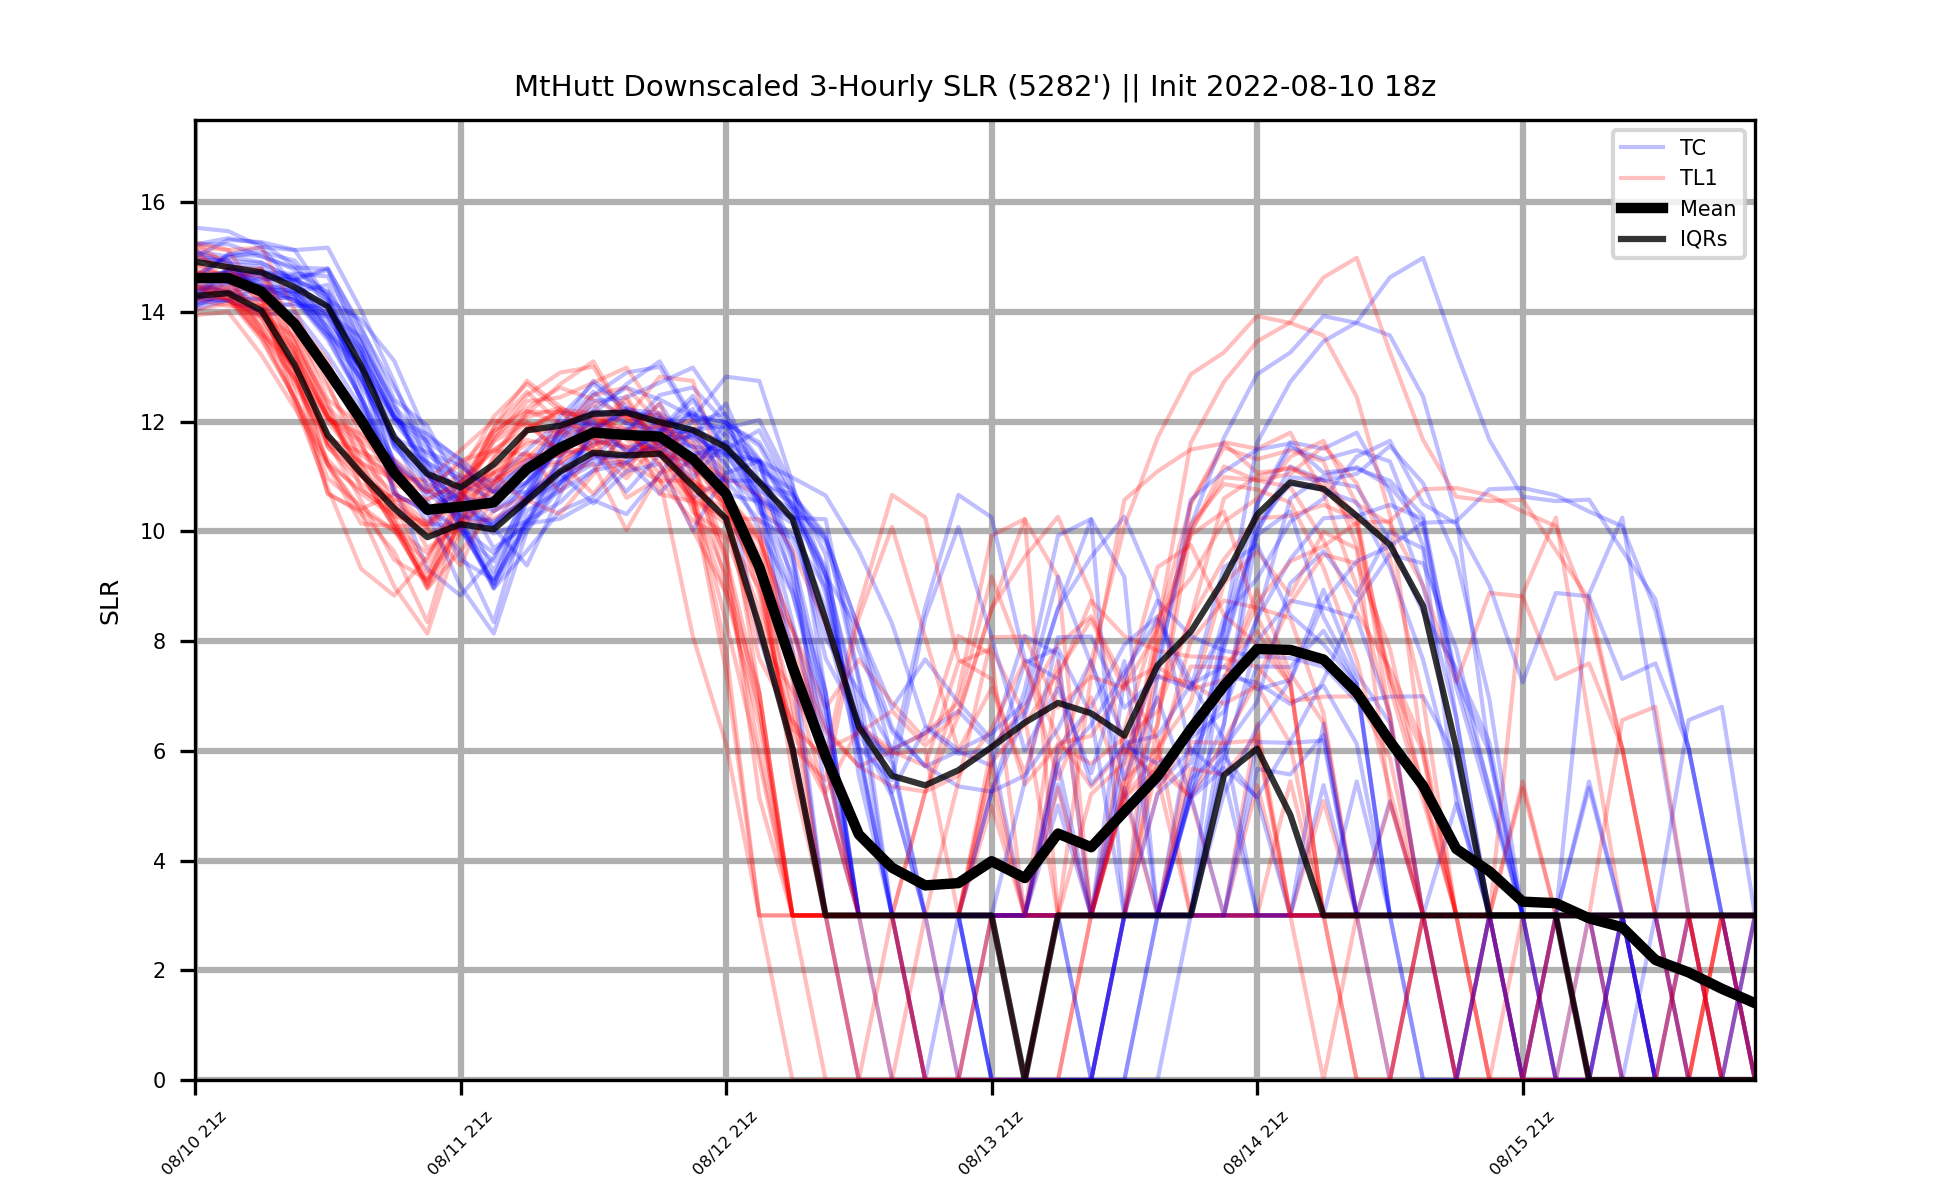 MtHutt Downscaled 3-Hourly SLR (5282') || Init 2022-08-10 18z
TC
TL1
Mean
IQRs
SLR
16
14
12
10
8
6
4
2
0
08/10 21z
08/11 21z
08/12 21z
08/13 21z
08/14 21z
08/15 21z